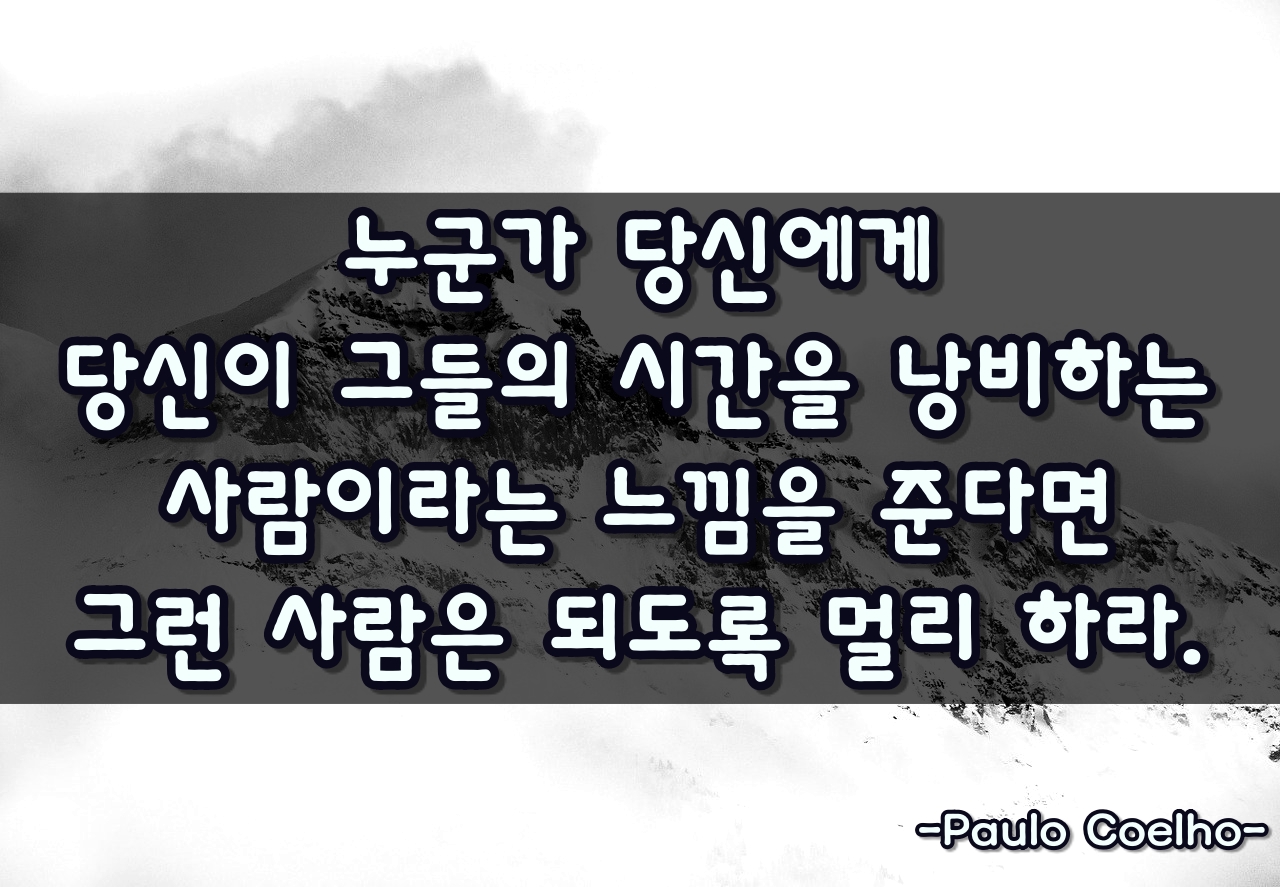 누군가 당신에게
당신이 그들의 시간을 낭비하는
사람이라는 느낌을 준다면
그런 사람은 되도록 멀리 하라.
-Paulo Coelho-